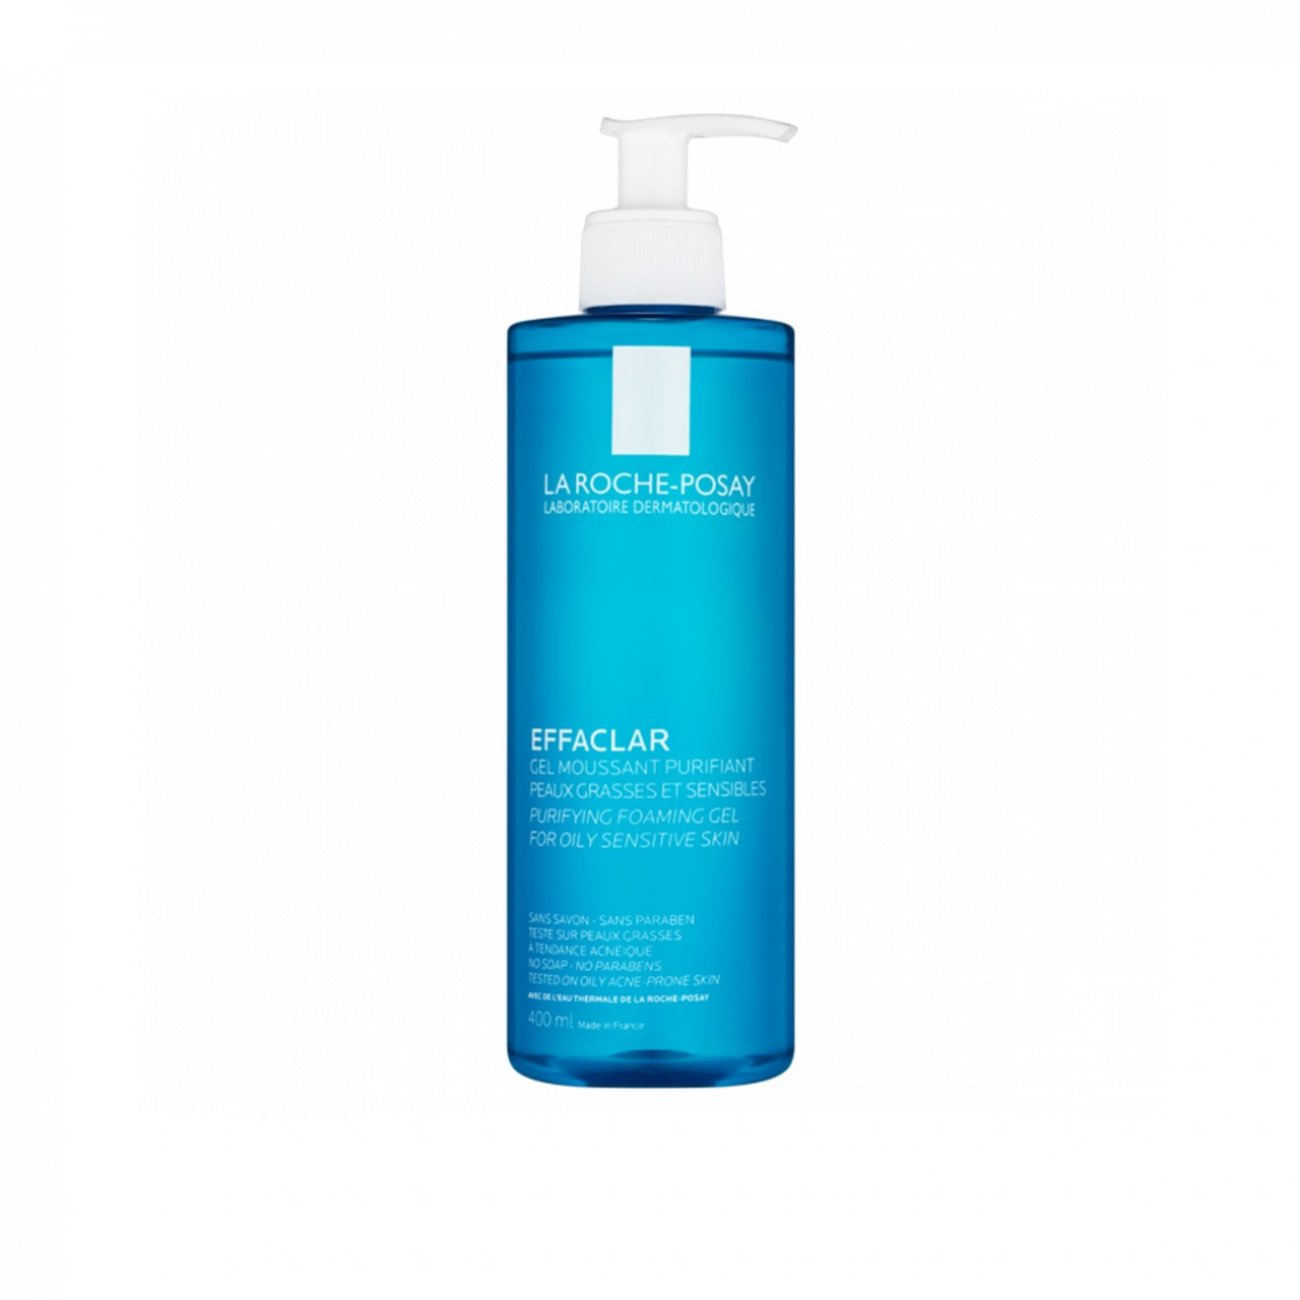 LA ROCHE-POSAY
LABORATOIRE DERMATOLOGIQUE
EFFACLAR
GEL MOUSSANT PURIFIANT
PEAUX GRASSES ET SENSIBLES
PURIFYING FOAMING GEL
FOR OILY SENSITIVE SKIN
SANS SAVON - SANS PARABEN
TESTÉ SUR PEAUX GRASSES
À TENDANCE ACNÉIQUE
NO SOAP - NO PARABENS
TESTED ON OILY ACNE-PRONE SKIN
AVEC DE L'EAU THERMALE DE LA ROCHE-POSAY
400 ml Made in France